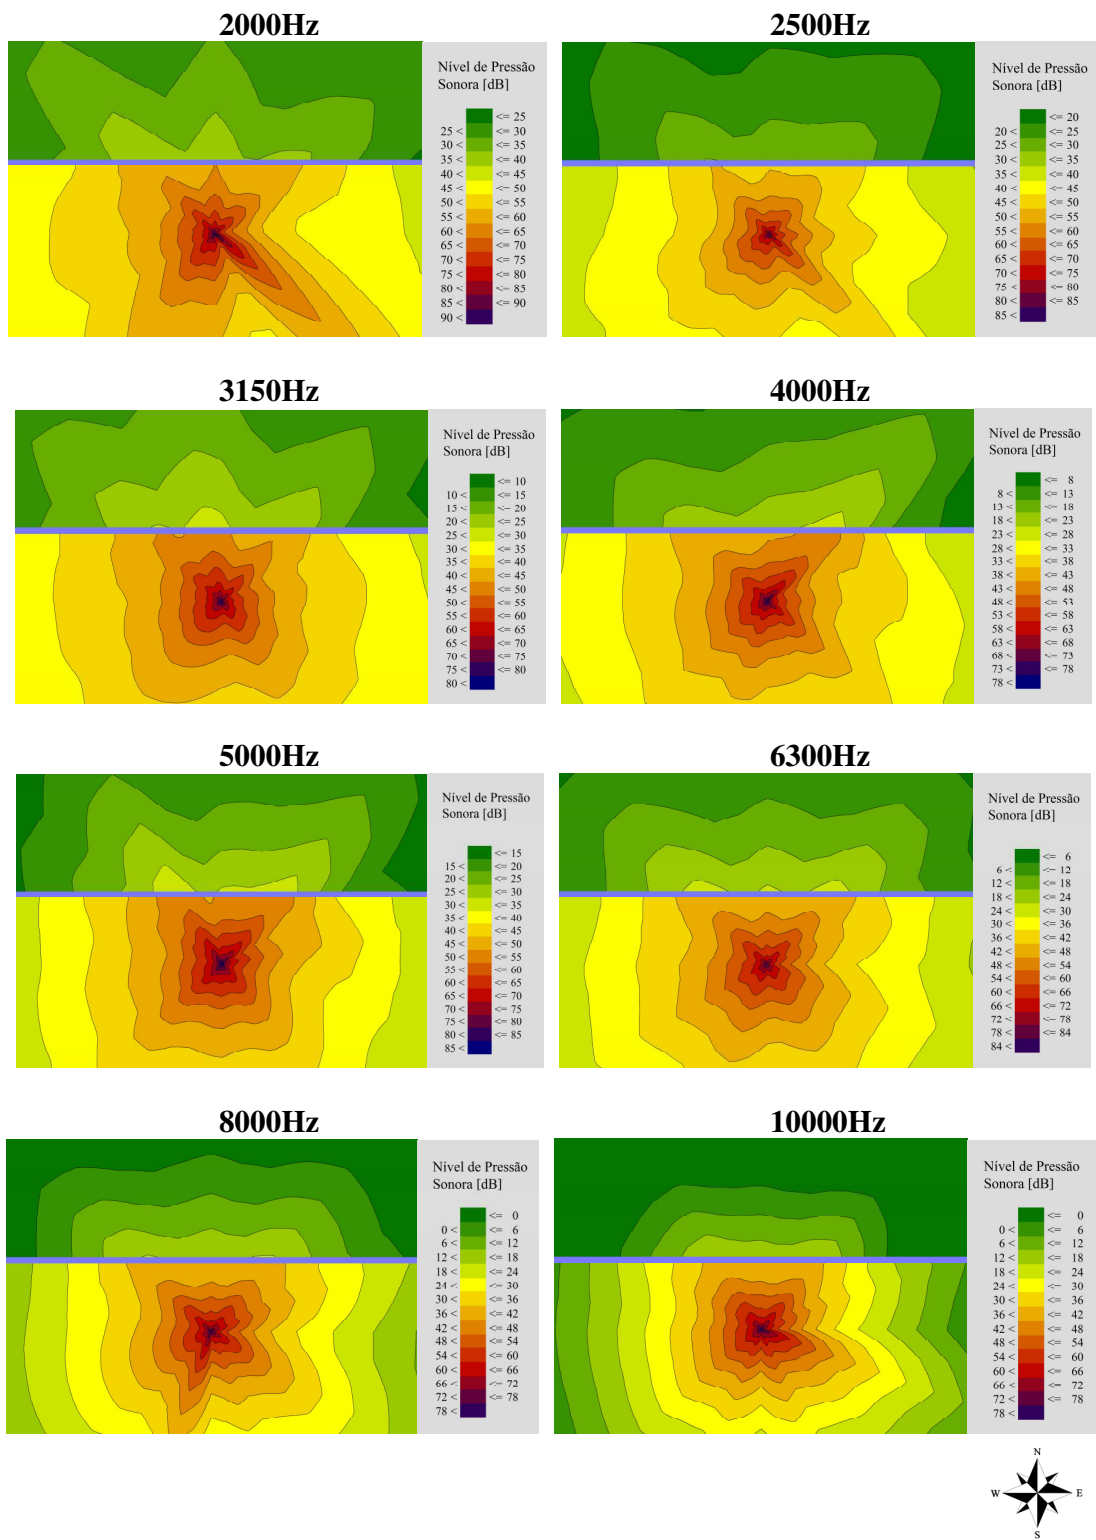 2000Hz
Nível de Pressão
Sonora [dB]
<= 25
25 < <= 30
30 < <= 35
35 < <= 40
40 < <= 45
45 < <= 50
50 < <= 55
55 < <= 60
60 < <= 65
65 < <= 70
70 < <= 75
75 < <= 80
80 < <= 85
85 < <= 90
90 <
2500Hz
Nível de Pressão
Sonora [dB]
<= 20
20 < <= 25
25 < <= 30
30 < <= 35
35 < <= 40
40 < <= 45
45 < <= 50
50 < <= 55
55 < <= 60
60 < <= 65
65 < <= 70
70 < <= 75
75 < <= 80
80 < <= 85
85 <
3150Hz
Nível de Pressão
Sonora [dB]
<= 10
10 < <= 15
15 < <= 20
20 < <= 25
25 < <= 30
30 < <= 35
35 < <= 40
40 < <= 45
45 < <= 50
50 < <= 55
55 < <= 60
60 < <= 65
65 < <= 70
70 < <= 75
75 < <= 80
80 <
4000Hz
Nível de Pressão
Sonora [dB]
<= 8
8 < <= 13
13 < <= 18
18 < <= 23
23 < <= 28
28 < <= 33
33 < <= 38
38 < <= 43
43 < <= 48
48 < <= 53
53 < <= 58
58 < <= 63
63 < <= 68
68 < <= 73
73 < <= 78
78 <
5000Hz
Nível de Pressão
Sonora [dB]
<= 15
15 < <= 20
20 < <= 25
25 < <= 30
30 < <= 35
35 < <= 40
40 < <= 45
45 < <= 50
50 < <= 55
55 < <= 60
60 < <= 65
65 < <= 70
70 < <= 75
75 < <= 80
80 < <= 85
85 <
6300Hz
Nível de Pressão
Sonora [dB]
<= 6
6 < <= 12
12 < <= 18
18 < <= 24
24 < <= 30
30 < <= 36
36 < <= 42
42 < <= 48
48 < <= 54
54 < <= 60
60 < <= 66
66 < <= 72
72 < <= 78
78 < <= 84
84 <
8000Hz
Nível de Pressão
Sonora [dB]
<= 0
0 < <= 6
6 < <= 12
12 < <= 18
18 < <= 24
24 < <= 30
30 < <= 36
36 < <= 42
42 < <= 48
48 < <= 54
54 < <= 60
60 < <= 66
66 < <= 72
72 < <= 78
78 <
10000Hz
Nível de Pressão
Sonora [dB]
<= 0
0 < <= 6
6 < <= 12
12 < <= 18
18 < <= 24
24 < <= 30
30 < <= 36
36 < <= 42
42 < <= 48
48 < <= 54
54 < <= 60
60 < <= 66
66 < <= 72
72 < <= 78
78 <
N
W E
S